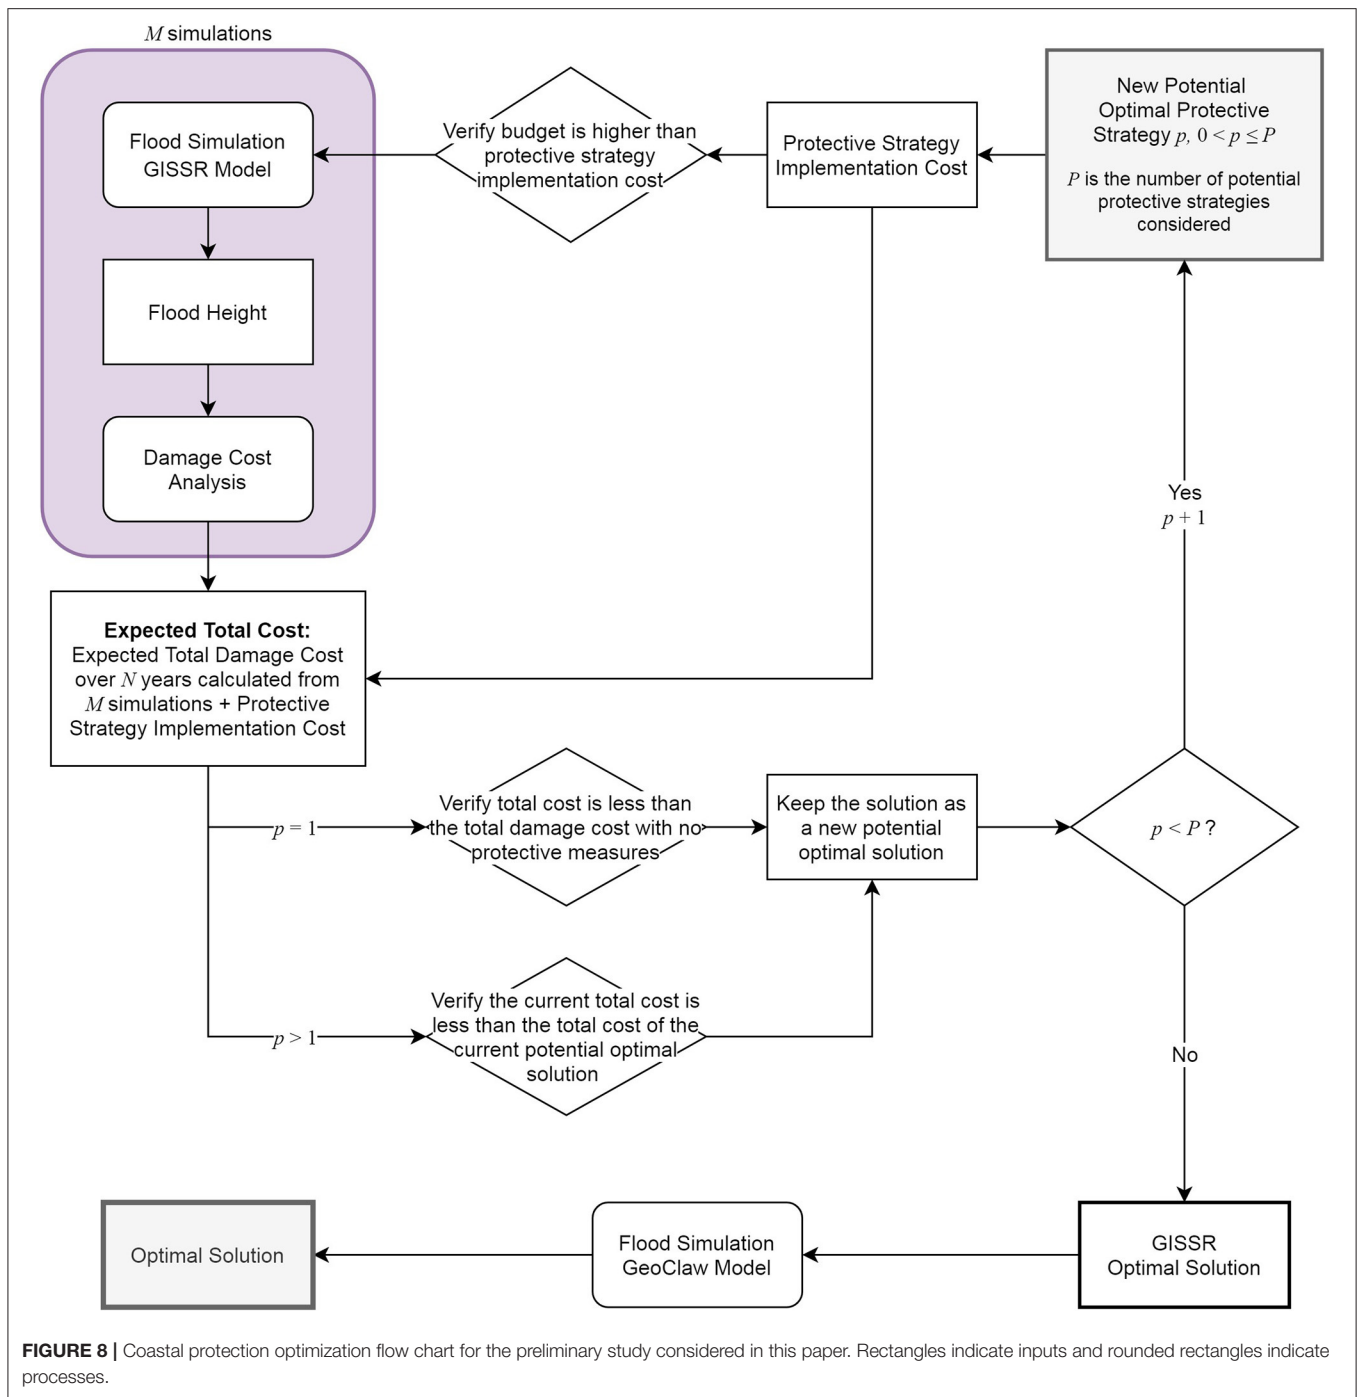 M simulations
Flood Simulation
GISSR Model
Flood Height
Damage Cost
Analysis
Verify budget is higher than
protective strategy
implementation cost
Protective Strategy
Implementation Cost
New Potential
Optimal Protective
Strategy p, 0 < p ≤ P
P is the number of potential
protective strategies
considered
Yes
p + 1
Expected Total Cost:
Expected Total Damage Cost
over N years calculated from
M simulations + Protective
Strategy Implementation Cost
p = 1
Verify total cost is less than
the total damage cost with no
protective measures
Keep the solution as
a new potential
optimal solution
p < P ?
p > 1
Verify the current total cost is
less than the total cost of the
current potential optimal
solution
No
GISSR
Optimal Solution
Flood Simulation
GeoClaw Model
Optimal Solution
FIGURE 8 | Coastal protection optimization flow chart for the preliminary study considered in this paper. Rectangles indicate inputs and rounded rectangles indicate
processes.